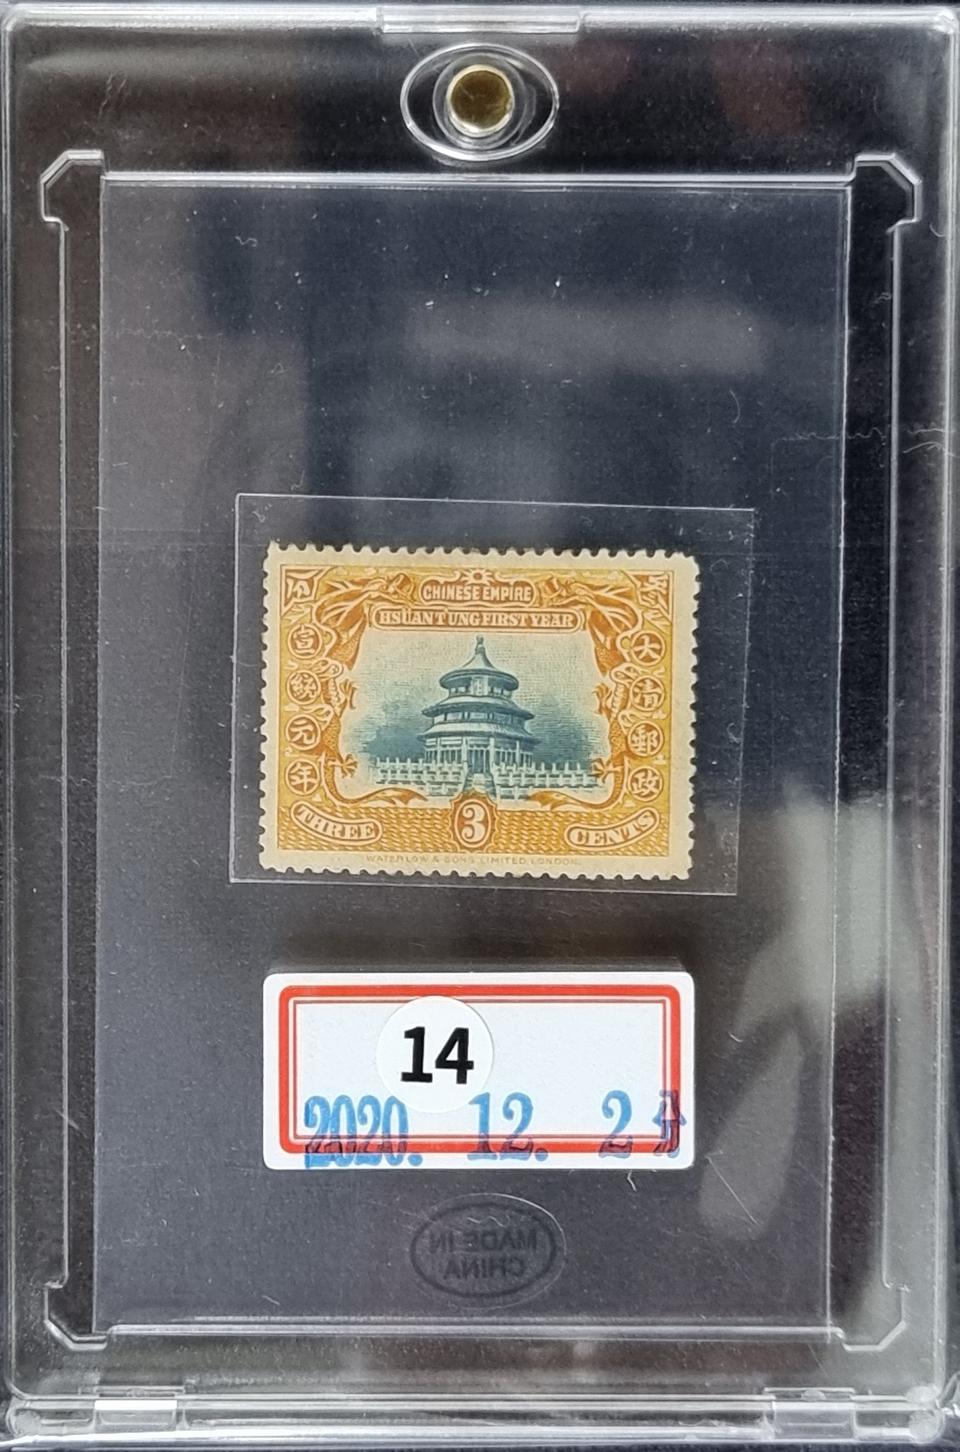 CHINESE EMPIRE
HSÜAN T'UNG FIRST YEAR
大清郵政
宣統元年
THREE
3
CENTS
WATERLOW & SONS LIMITED, LONDON.
14
2020. 12. 2
MADE IN
CHINA